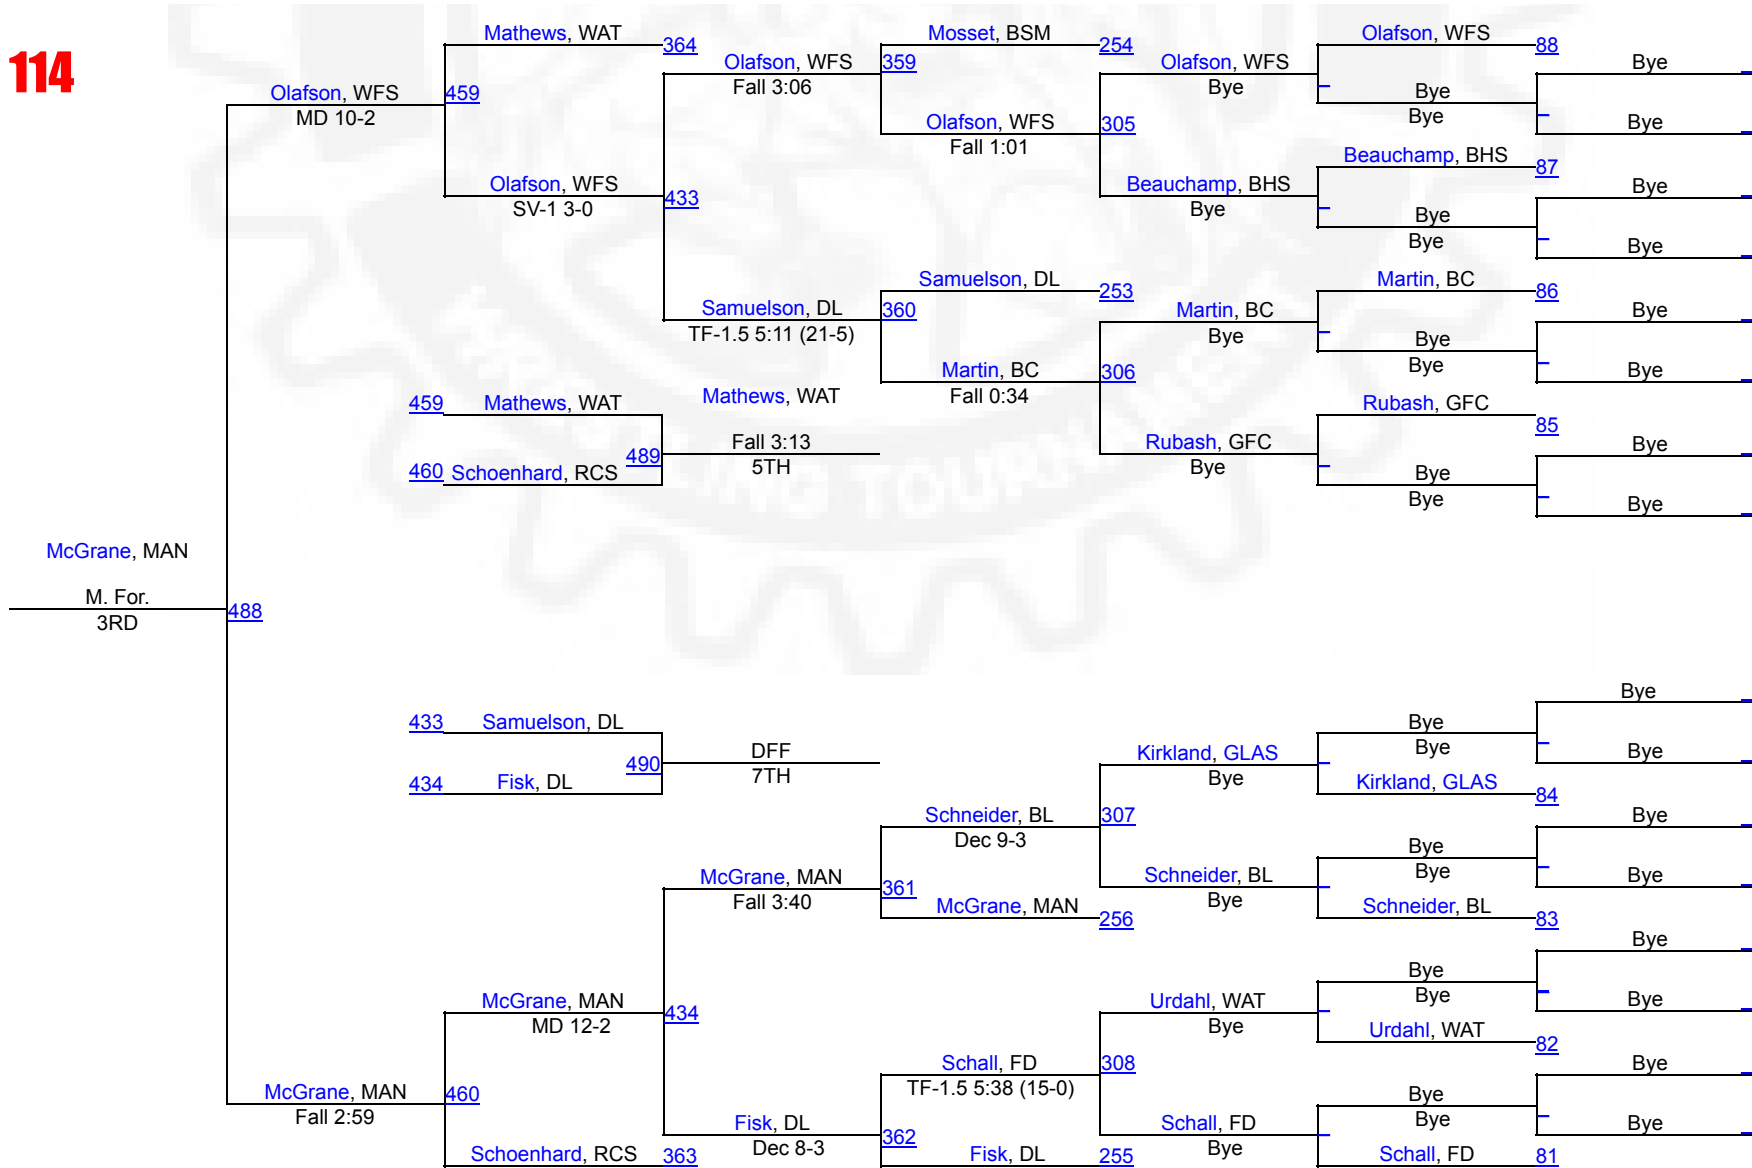 114
Mathews, WAT
364
Mosset, BSM
254
Olafson, WFS
88
Olafson, WFS
359
Olafson, WFS
Bye
Fall 3:06
Bye
Olafson, WFS
459
Bye
MD 10-2
Bye
Olafson, WFS
305
Bye
Fall 1:01
Beauchamp, BHS
87
Olafson, WFS
433
Beauchamp, BHS
Bye
SV-1 3-0
Bye
Bye
Bye
Bye
Samuelson, DL
253
Martin, BC
86
Samuelson, DL
360
Martin, BC
Bye
TF-1.5 5:11 (21-5)
Bye
Bye
Bye
Martin, BC
306
Bye
Fall 0:34
459
Mathews, WAT
Mathews, WAT
Rubash, GFC
85
Fall 3:13
Rubash, GFC
Bye
489
5TH
Bye
460
Schoenhard, RCS
Bye
Bye
Bye
McGrane, MAN
M. For.
488
3RD
Bye
433
Samuelson, DL
Bye
490
DFF
Kirkland, GLAS
Bye
Bye
7TH
Bye
434
Fisk, DL
Kirkland, GLAS
84
Schneider, BL
307
Bye
Dec 9-3
Bye
McGrane, MAN
361
Schneider, BL
Bye
Bye
Fall 3:40
Bye
McGrane, MAN
256
Schneider, BL
83
Bye
Bye
McGrane, MAN
434
Urdahl, WAT
Bye
Bye
MD 12-2
Bye
Urdahl, WAT
82
Schall, FD
308
Bye
TF-1.5 5:38 (15-0)
McGrane, MAN
460
Bye
Fall 2:59
Fisk, DL
362
Schall, FD
Bye
Bye
Dec 8-3
Bye
Schoenhard, RCS
363
Fisk, DL
255
Schall, FD
81